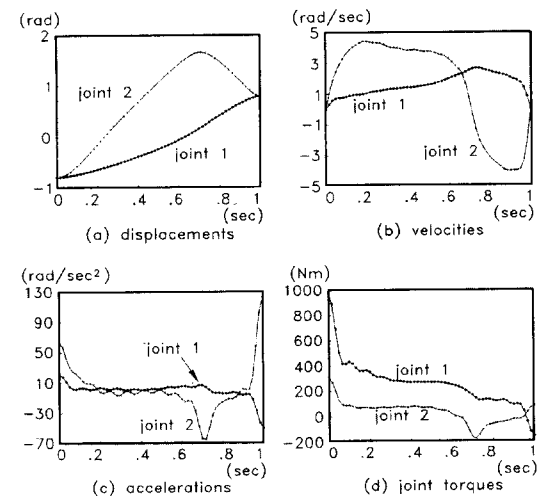 (rad)
2
1
0
-1
joint 2
joint 1
0 .2 .4 .6 .8 1
(sec)
(a) displacements
(rad/sec)
5
3
1
-1
-3
-5
joint 1
joint 2
0 .2 .4 .6 .8 1
(sec)
(b) velocities
(rad/sec²)
130
90
50
10
-30
-70
joint 1
joint 2
0 .2 .4 .6 .8 1
(sec)
(c) accelerations
(Nm)
1000
800
600
400
200
0
-200
joint 1
joint 2
0 .2 .4 .6 .8 1
(sec)
(d) joint torques